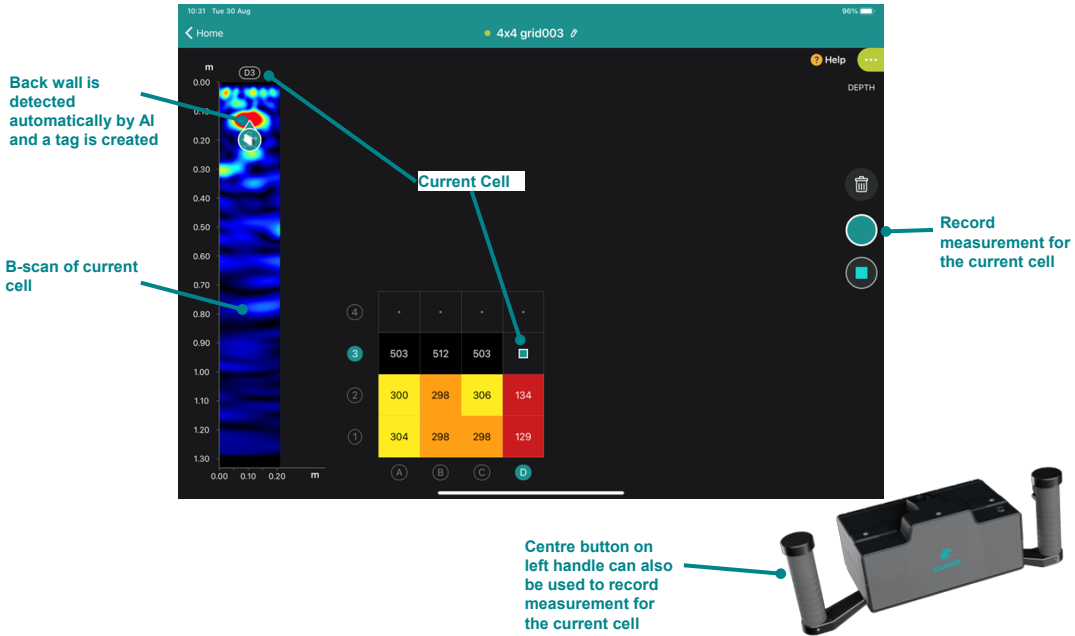 10:31 Tue 30 Aug
96%
Home
4x4 grid003
Help
DEPTH
m
D3
0.00
0.10
0.20
0.30
0.40
0.50
0.60
0.70
0.80
0.90
1.00
1.10
1.20
1.30
0.00 0.10 0.20 m
Back wall is
detected
automatically by AI
and a tag is created
Current Cell
B-scan of current
cell
Record
measurement for
the current cell
4
3 503 512 503
2 300 298 306 134
1 304 298 298 129
A B C D
Centre button on
left handle can also
be used to record
measurement for
the current cell